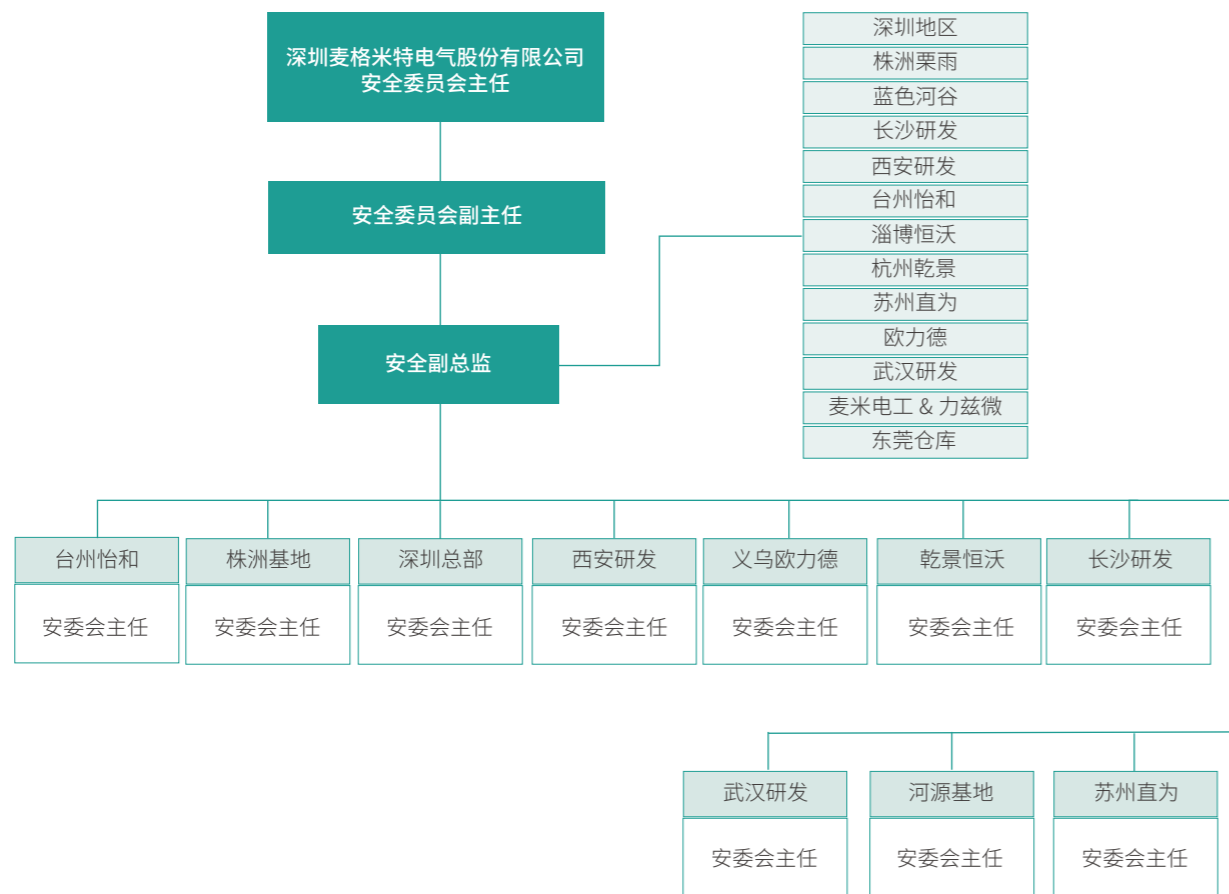 深圳麦格米特电气股份有限公司
安全委员会主任
安全委员会副主任
安全副总监
深圳地区
株洲栗雨
蓝色河谷
长沙研发
西安研发
台州怡和
淄博恒沃
杭州乾景
苏州直为
欧力德
武汉研发
麦米电工 & 力兹微
东莞仓库
台州怡和
安委会主任
株洲基地
安委会主任
深圳总部
安委会主任
西安研发
安委会主任
义乌欧力德
安委会主任
乾景恒沃
安委会主任
长沙研发
安委会主任
武汉研发
安委会主任
河源基地
安委会主任
苏州直为
安委会主任